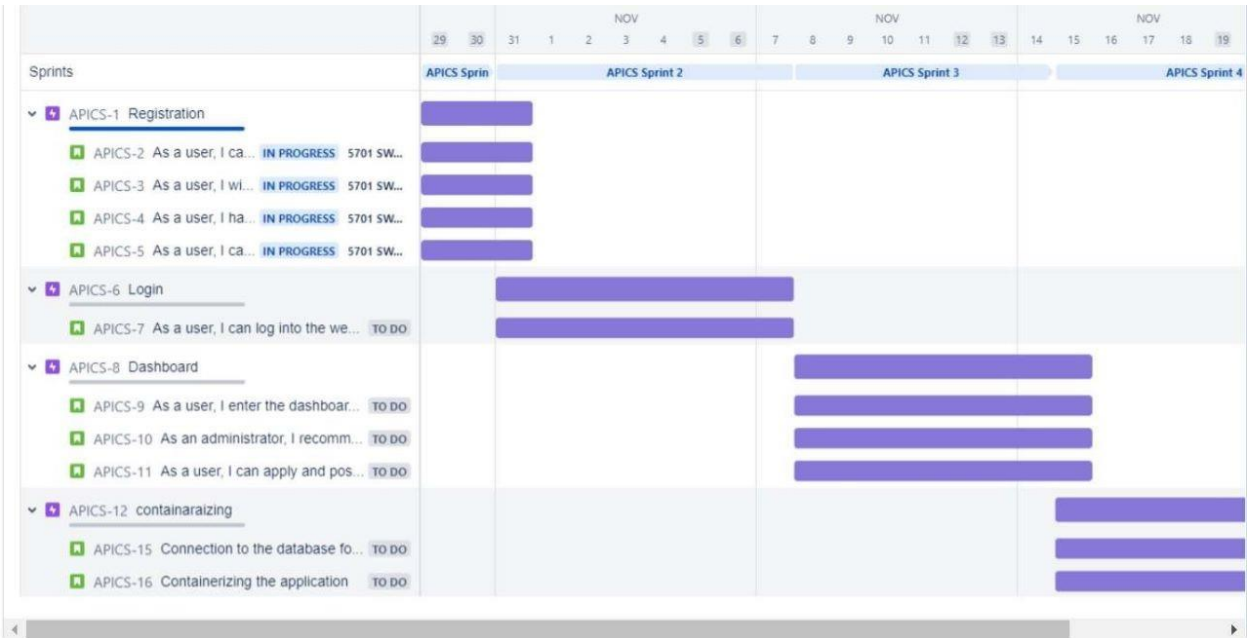 NOV NOV NOV
29 30 31 1 2 3 4 5 6 7 8 9 10 11 12 13 14 15 16 17 18 19
Sprints APICS Sprin APICS Sprint 2 APICS Sprint 3 APICS Sprint 4
APICS-1 Registration
APICS-2 As a user, I ca... IN PROGRESS 5701 SW...
APICS-3 As a user, I wi... IN PROGRESS 5701 SW...
APICS-4 As a user, I ha... IN PROGRESS 5701 SW...
APICS-5 As a user, I ca... IN PROGRESS 5701 SW...
APICS-6 Login
APICS-7 As a user, I can log into the we... TO DO
APICS-8 Dashboard
APICS-9 As a user, I enter the dashboar... TO DO
APICS-10 As an administrator, I recomm... TO DO
APICS-11 As a user, I can apply and pos... TO DO
APICS-12 containaraizing
APICS-15 Connection to the database fo... TO DO
APICS-16 Containerizing the application TO DO